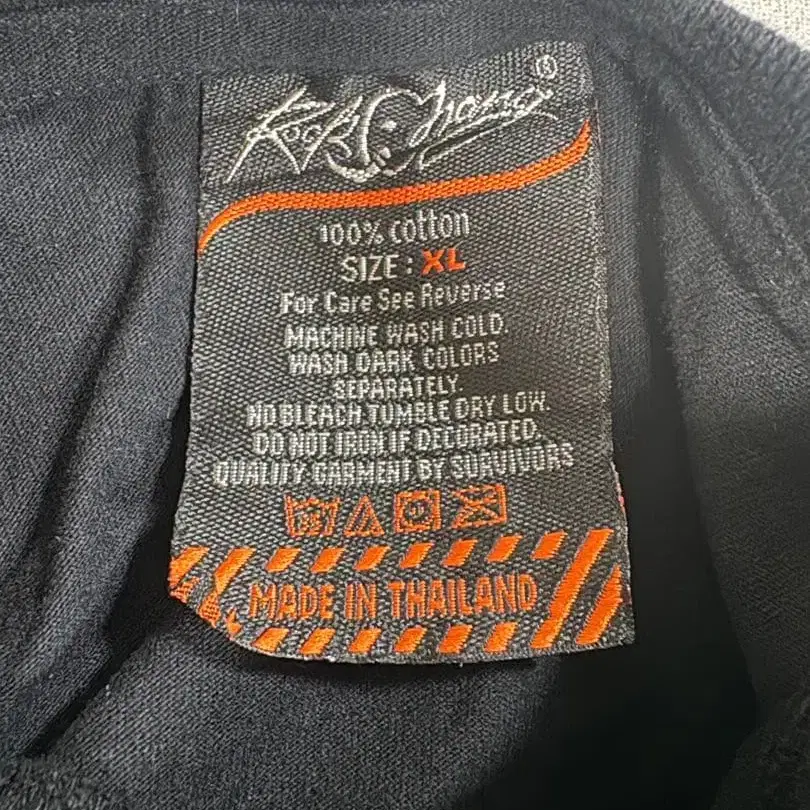 Rock Chang ®
100% cotton
SIZE : XL
For Care See Reverse
MACHINE WASH COLD.
WASH DARK COLORS
SEPARATELY.
NO BLEACH.TUMBLE DRY LOW.
DO NOT IRON IF DECORATED.
QUALITY GARMENT BY SURVIVORS
MADE IN THAILAND